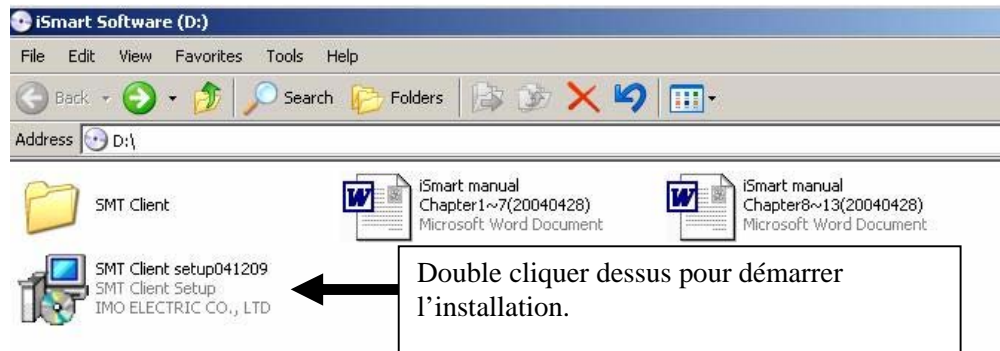 iSmart Software (D:)
File Edit View Favorites Tools Help
Back Search Folders
Address D:\
SMT Client
iSmart manual
Chapter1~7(20040428)
Microsoft Word Document
iSmart manual
Chapter8~13(20040428)
Microsoft Word Document
SMT Client setup041209
SMT Client Setup
IMO ELECTRIC CO., LTD
Double cliquer dessus pour démarrer
l’installation.